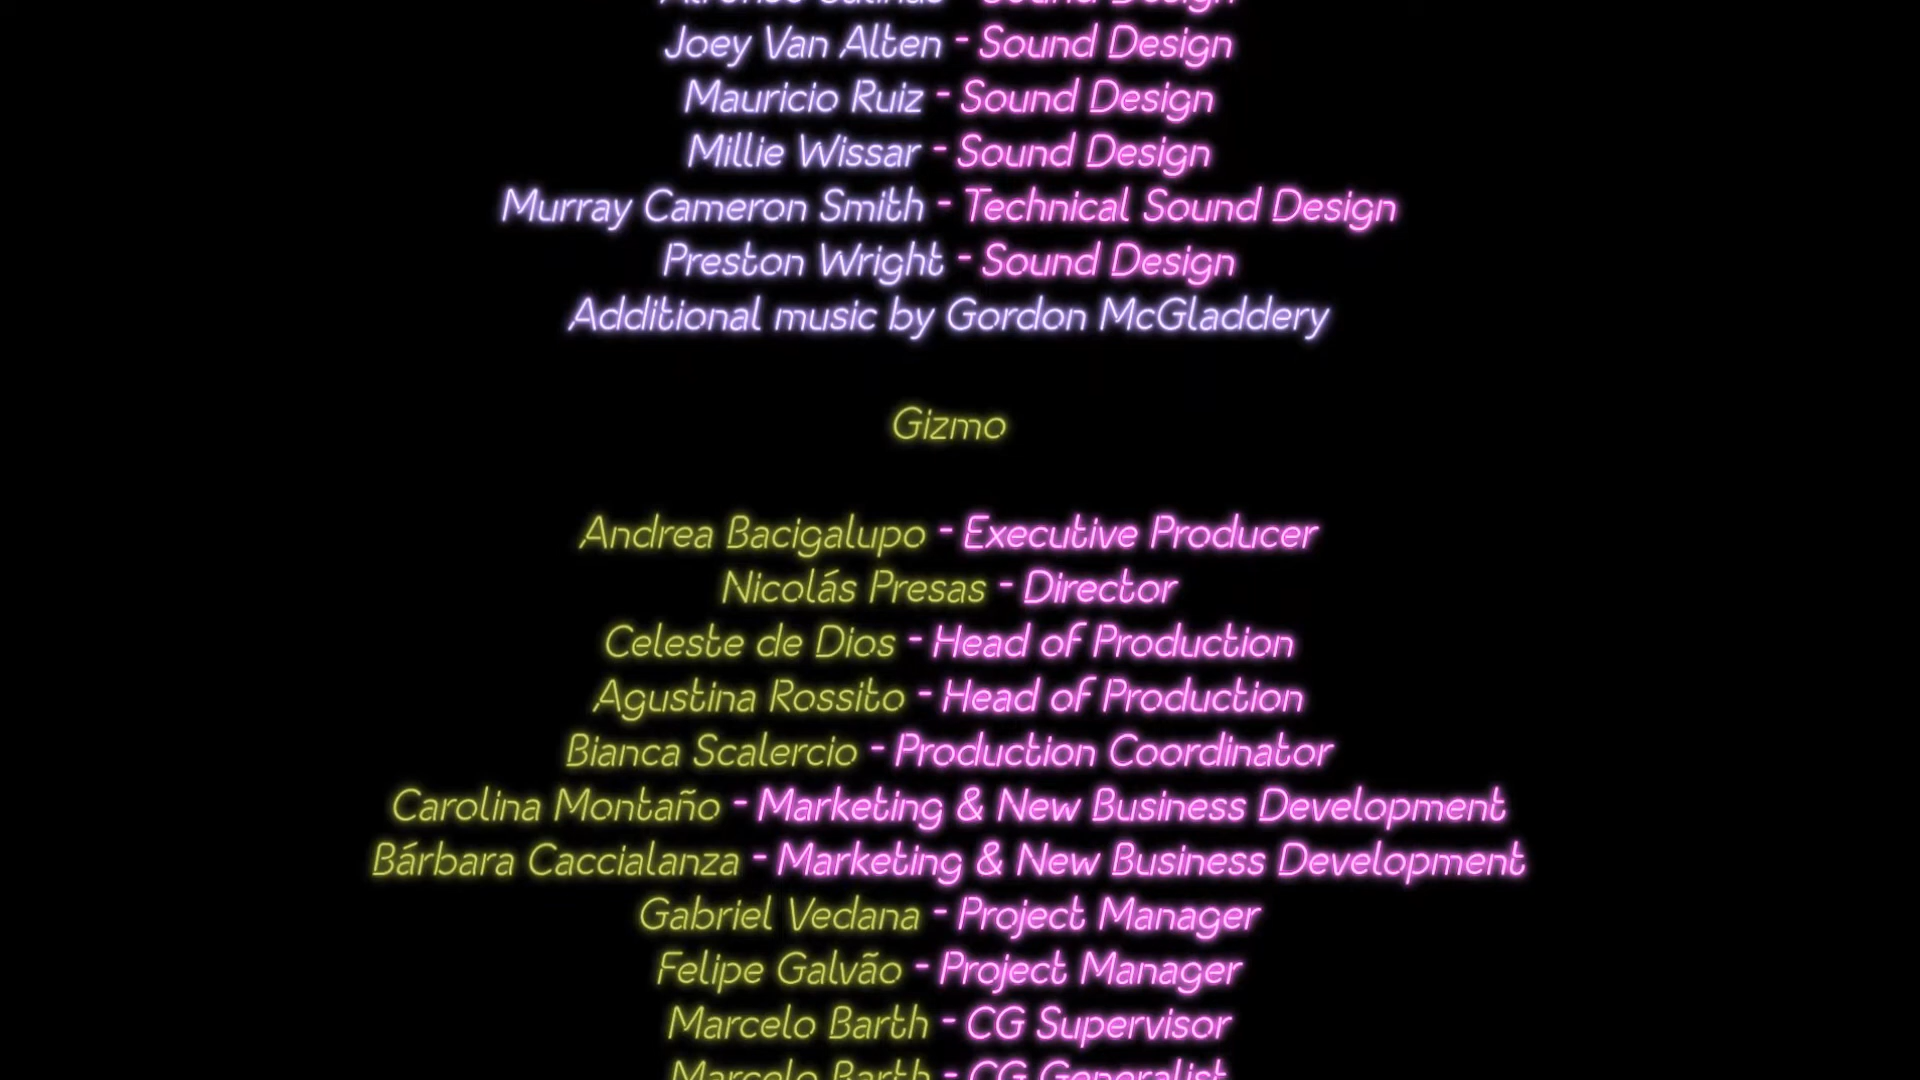 Joey Van Alten - Sound Design
Mauricio Ruiz - Sound Design
Millie Wissar - Sound Design
Murray Cameron Smith - Technical Sound Design
Preston Wright - Sound Design
Additional music by Gordon McGladdery
Gizmo
Andrea Bacigalupo - Executive Producer
Nicolás Presas - Director
Celeste de Dios - Head of Production
Agustina Rossito - Head of Production
Bianca Scalercio - Production Coordinator
Carolina Montaño - Marketing & New Business Development
Bárbara Caccialanza - Marketing & New Business Development
Gabriel Vedana - Project Manager
Felipe Galvão - Project Manager
Marcelo Barth - CG Supervisor
Marcelo Barth - CG Generalist